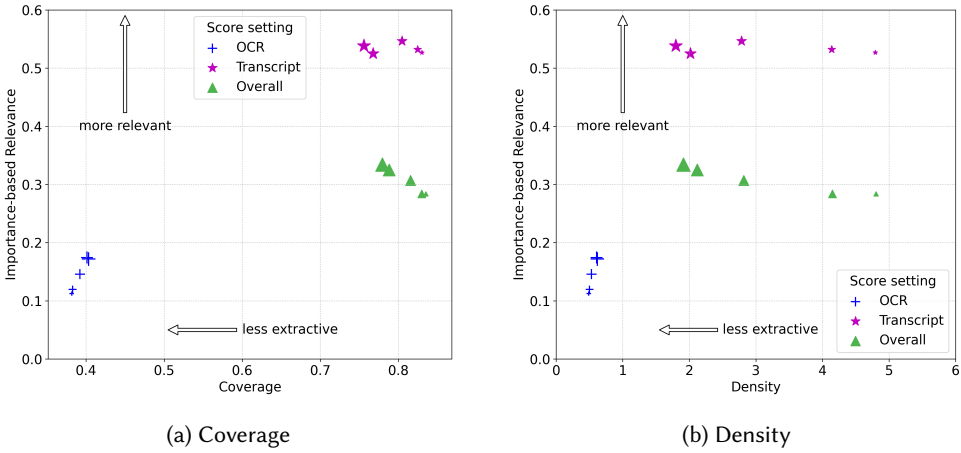 0.6
0.5
0.4
0.3
0.2
0.1
0.0
Importance-based Relevance
Score setting
OCR
Transcript
Overall
more relevant
less extractive
0.4
0.5
0.6
0.7
0.8
Coverage
(a) Coverage
0.6
0.5
0.4
0.3
0.2
0.1
0.0
Importance-based Relevance
more relevant
less extractive
Score setting
OCR
Transcript
Overall
0
1
2
3
4
5
6
Density
(b) Density